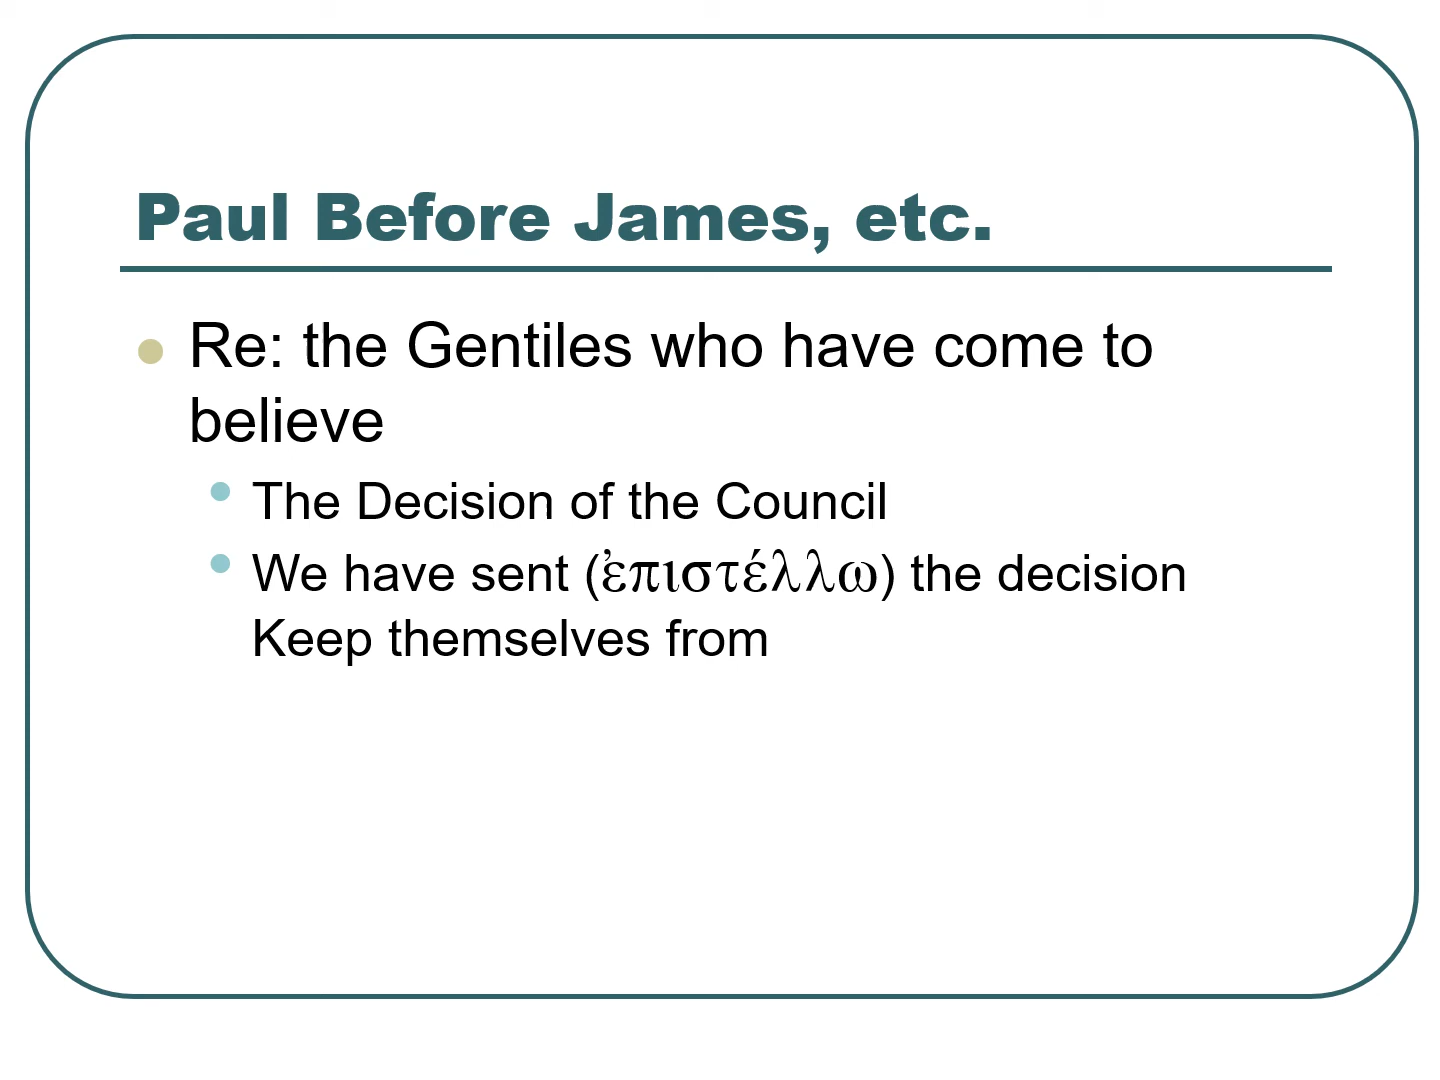 Paul Before James, etc.
Re: the Gentiles who have come to
believe
The Decision of the Council
We have sent (ἐπιστέλλω) the decision
Keep themselves from